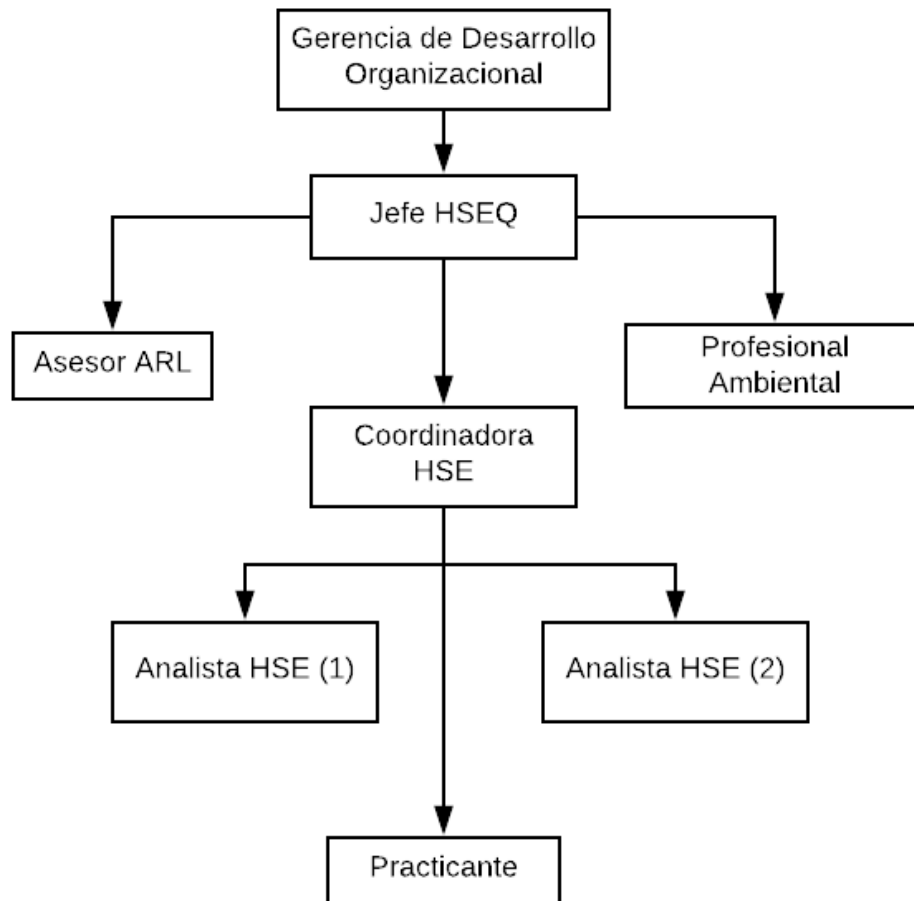 Gerencia de Desarrollo
Organizacional
Jefe HSEQ
Asesor ARL
Profesional
Ambiental
Coordinadora
HSE
Analista HSE (1)
Analista HSE (2)
Practicante